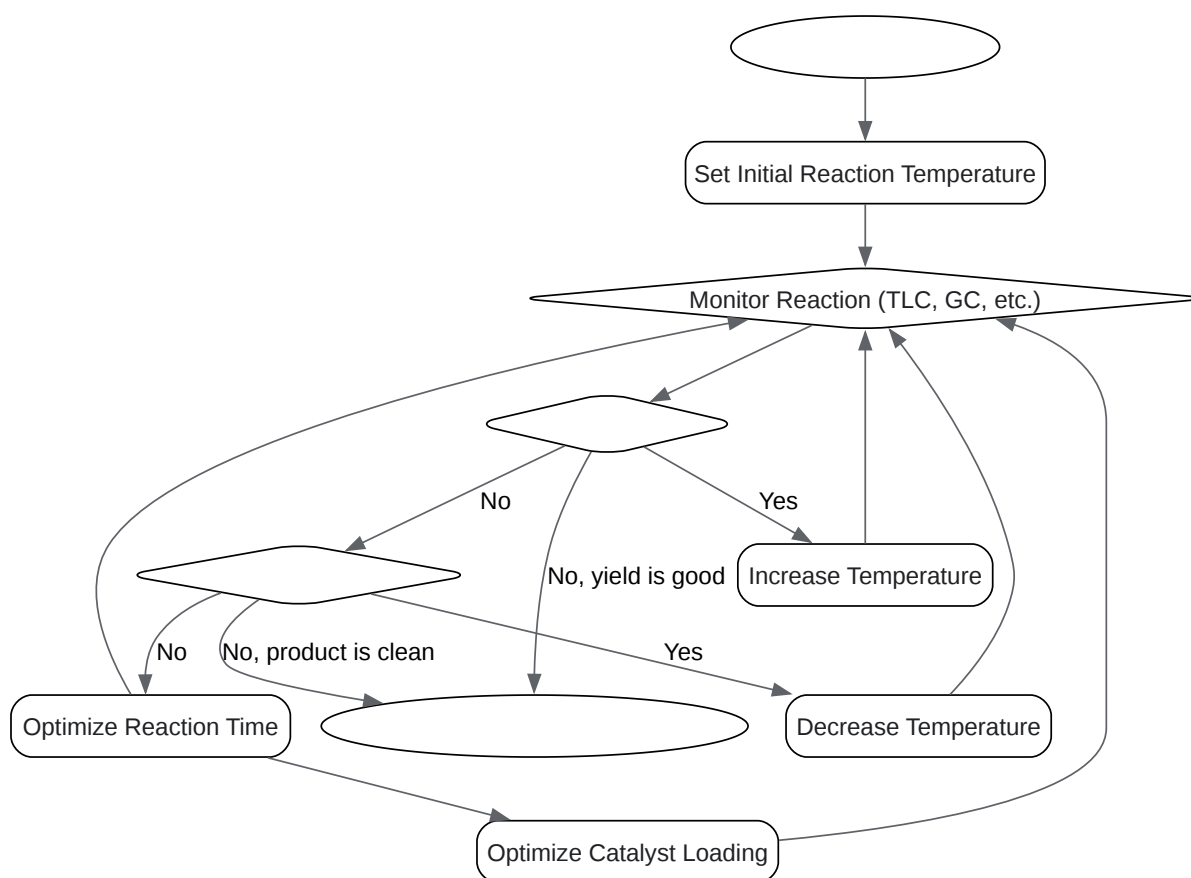 Set Initial Reaction Temperature
Monitor Reaction (TLC, GC, etc.)
No
Yes
No, yield is good
Increase Temperature
No
No, product is clean
Yes
Optimize Reaction Time
Decrease Temperature
Optimize Catalyst Loading